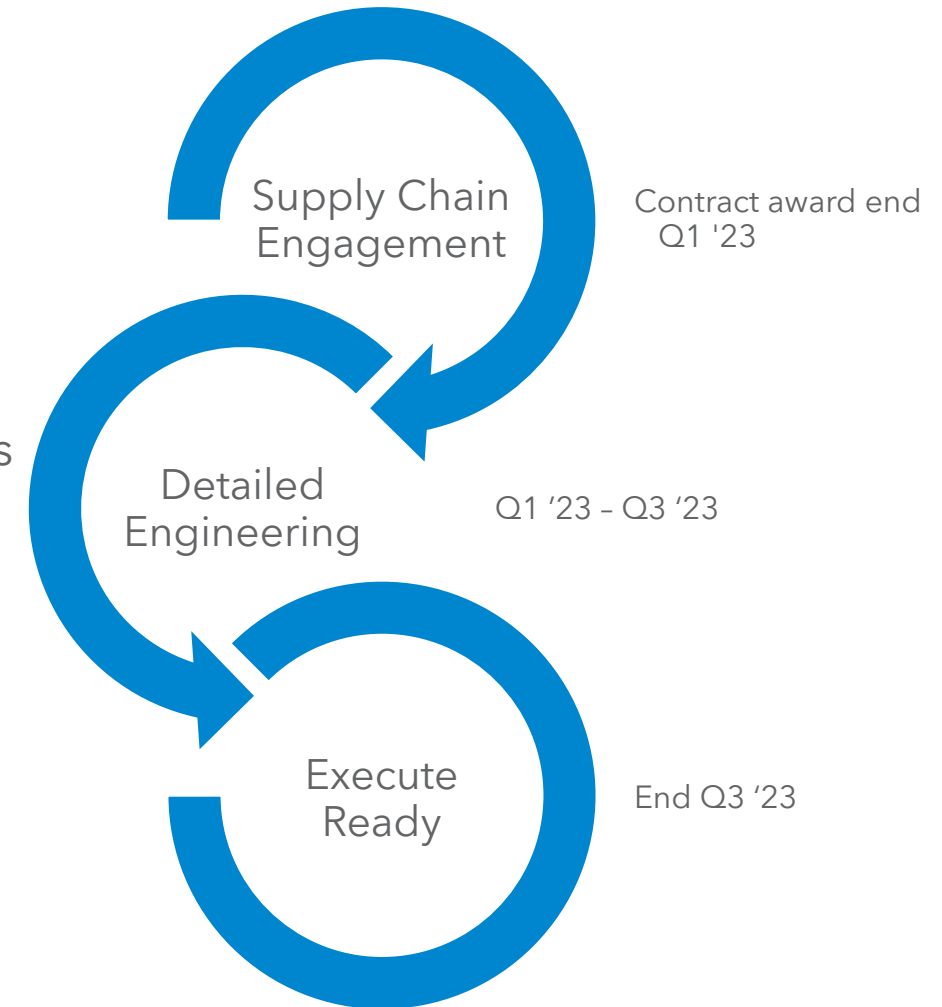 Supply Chain
Engagement
Contract award end
Q1 '23
s
Detailed
Engineering
Q1 ’23 – Q3 ‘23
Execute
Ready
End Q3 ‘23